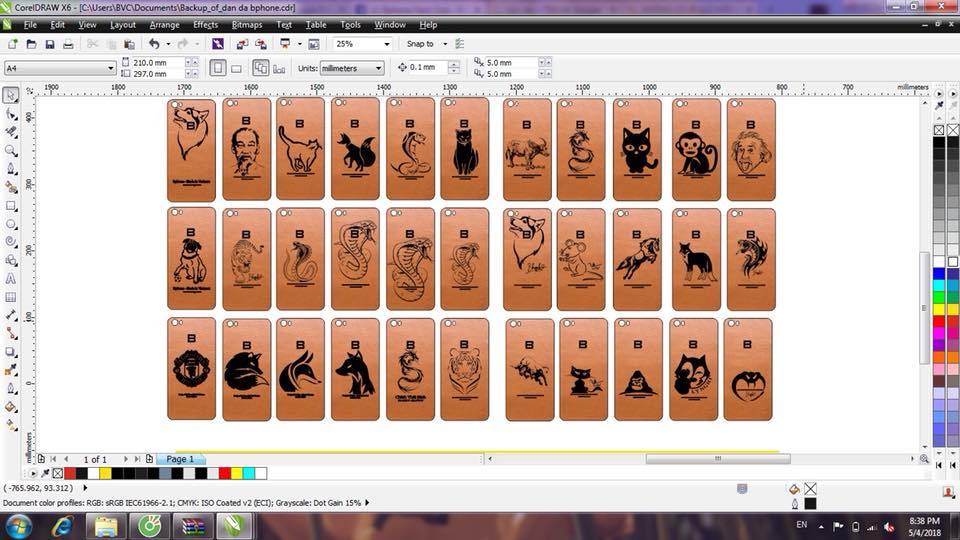 CorelDRAW X6 - [C:\Users\BVC\Documents\Backup_of_dan da bphone.cdr]
File Edit View Layout Arrange Effects Bitmaps Text Table Tools Window Help
25% Snap to
A4 210.0 mm 297.0 mm Units: millimeters 0.1 mm 5.0 mm 5.0 mm
1900 1800 1700 1600 1500 1400 1300 1200 1100 1000 900 800 700 millimeters
400
300
200
100
0
millimeters
B B B B B B B B B B B
B B B B B B B B B B B
B B B B B B B B B B B
1 of 1 Page 1
( -765.962, 93.312 )
Document color profiles: RGB: sRGB IEC61966-2.1; CMYK: ISO Coated v2 (ECI); Grayscale: Dot Gain 15%
EN 8:38 PM
5/4/2018